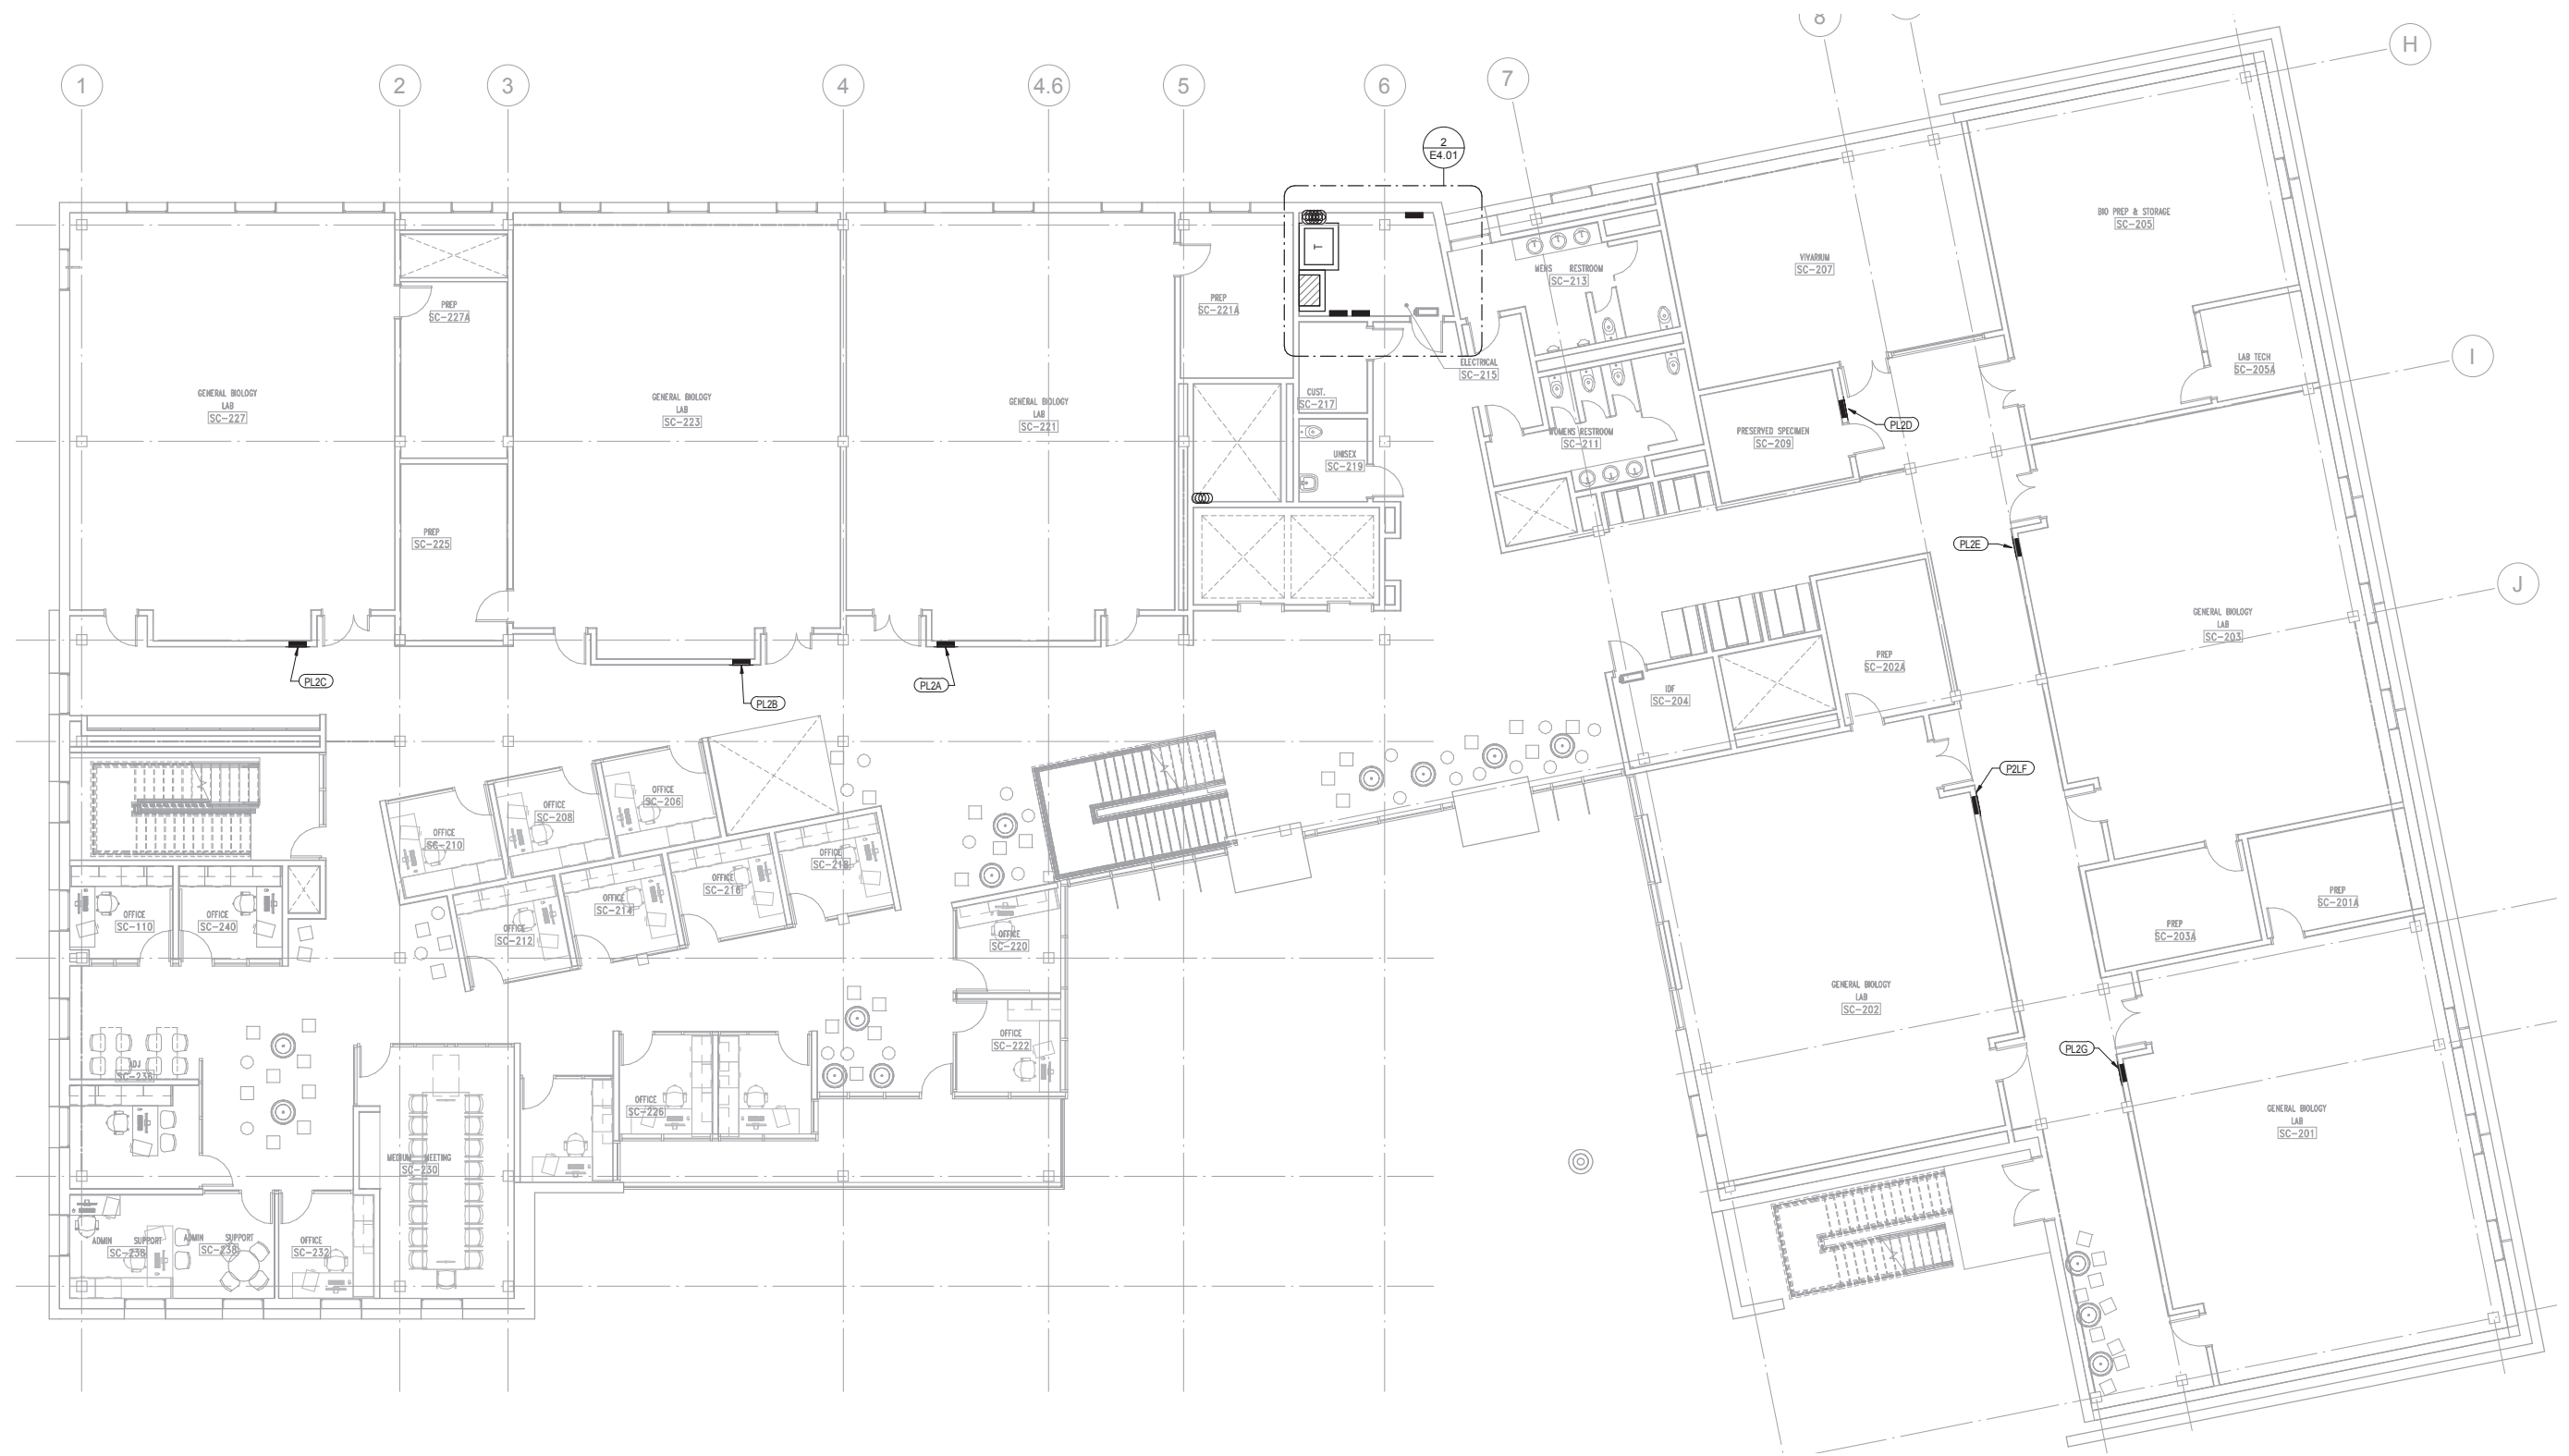 1
2
3
4
4.6
5
6
7
8
H
I
J
2
E4.01
T
BIO PREP & STORAGE
SC-205
VIVARIUM
SC-207
MENS RESTROOM
SC-213
PREP
SC-227A
PREP
SC-221A
LAB TECH
SC-205A
ELECTRICAL
SC-215
GENERAL BIOLOGY
LAB
SC-227
GENERAL BIOLOGY
LAB
SC-223
GENERAL BIOLOGY
LAB
SC-221
CUST.
SC-217
PL2D
PRESERVED SPECIMEN
SC-209
WOMENS RESTROOM
SC-211
UNISEX
SC-219
PREP
SC-225
PL2E
GENERAL BIOLOGY
LAB
SC-203
PREP
SC-202A
IDF
SC-204
PL2C
PL2B
PL2A
P2LF
OFFICE
SC-206
OFFICE
SC-208
OFFICE
SC-210
OFFICE
SC-218
OFFICE
SC-216
OFFICE
SC-214
OFFICE
SC-212
OFFICE
SC-110
OFFICE
SC-240
OFFICE
SC-220
PREP
SC-201A
PREP
SC-203A
GENERAL BIOLOGY
LAB
SC-202
OFFICE
SC-222
PL2G
ADJ
SC-236
OFFICE
SC-226
GENERAL BIOLOGY
LAB
SC-201
MEDIUM MEETING
SC-230
ADMIN SUPPORT
SC-238
ADMIN SUPPORT
SC-238
OFFICE
SC-232